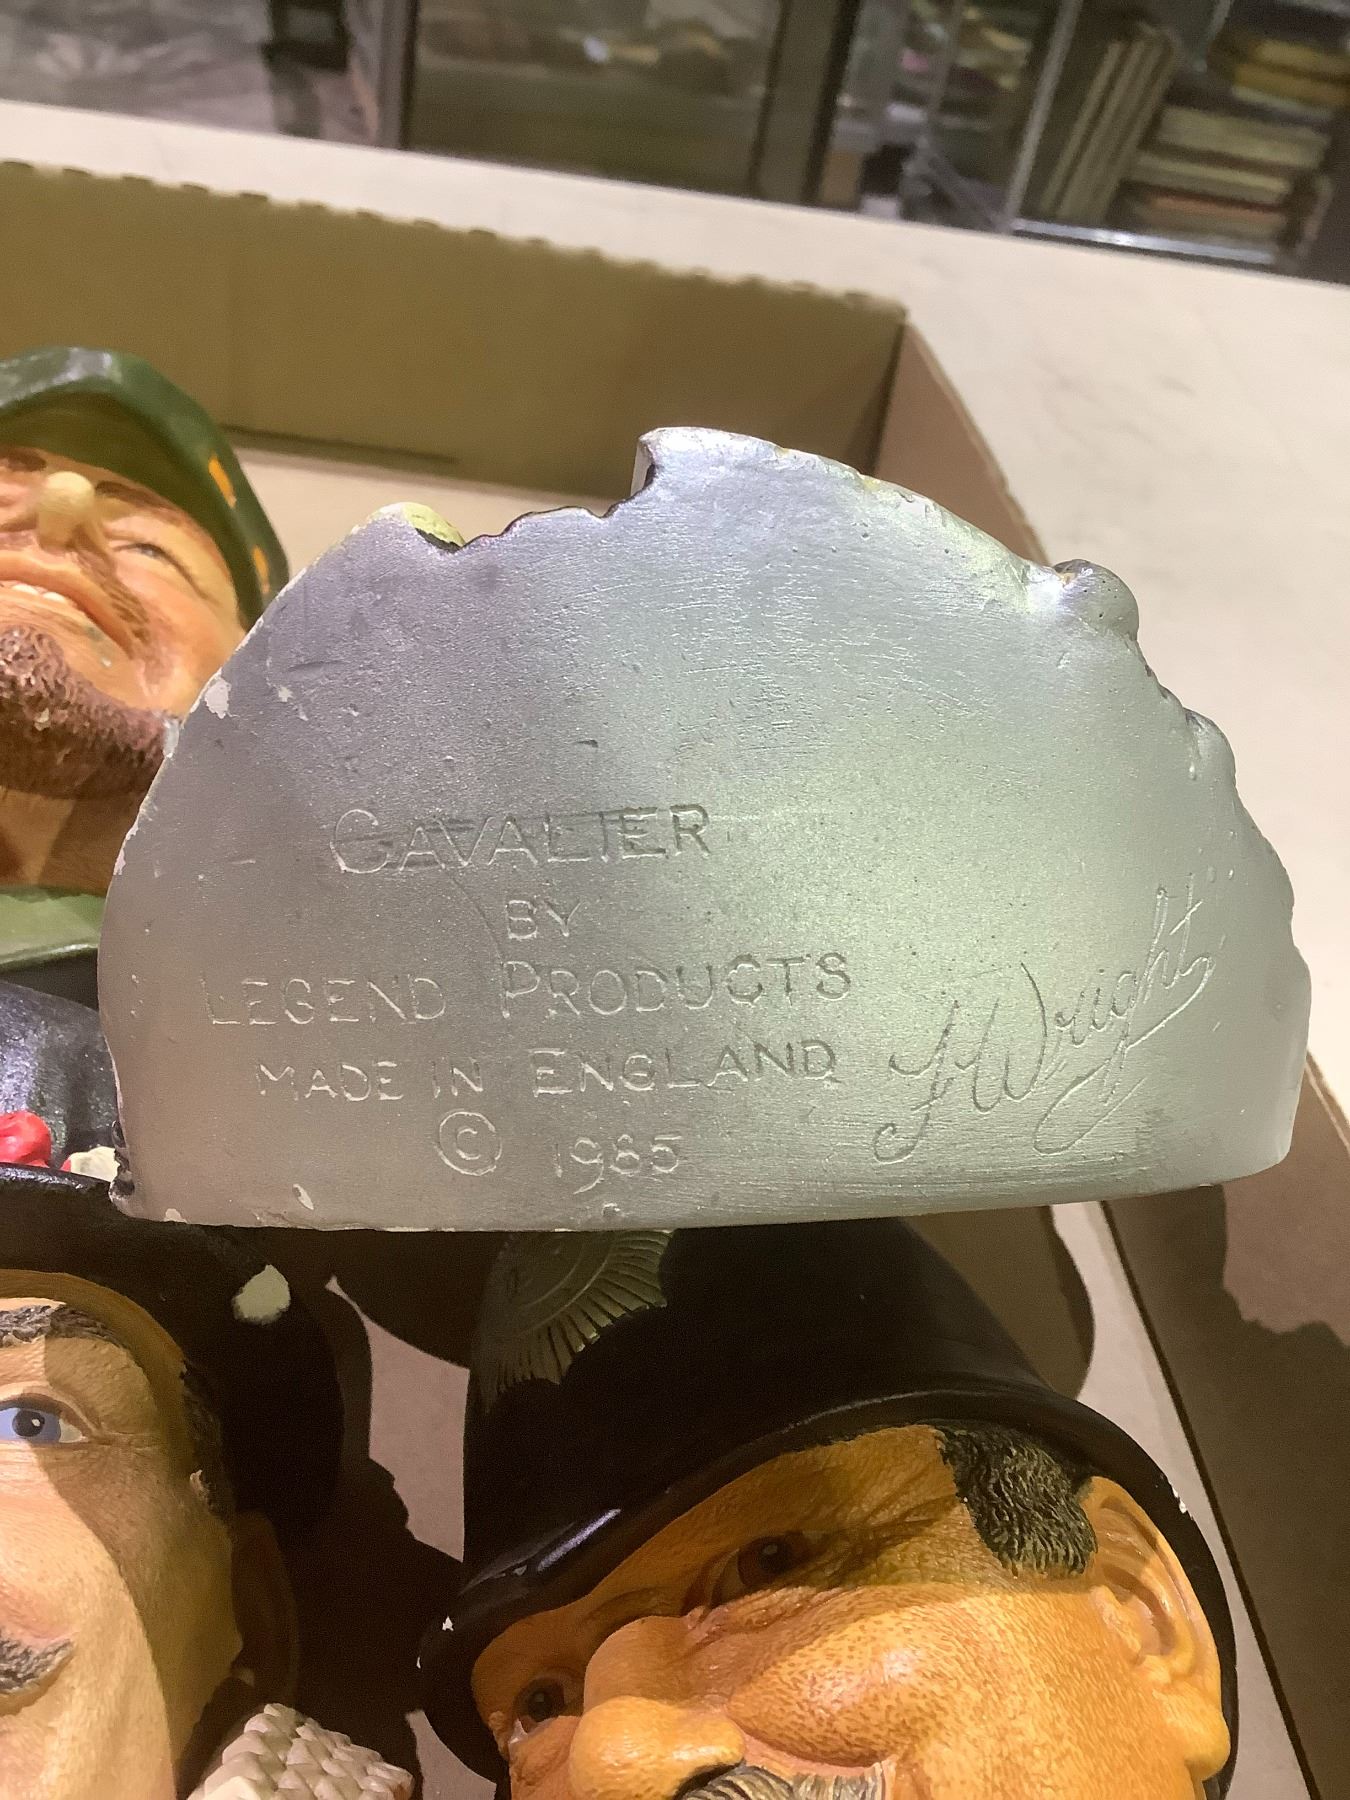 CAVALIER
BY
LEGEND PRODUCTS
MADE IN ENGLAND
© 1985
F Wright